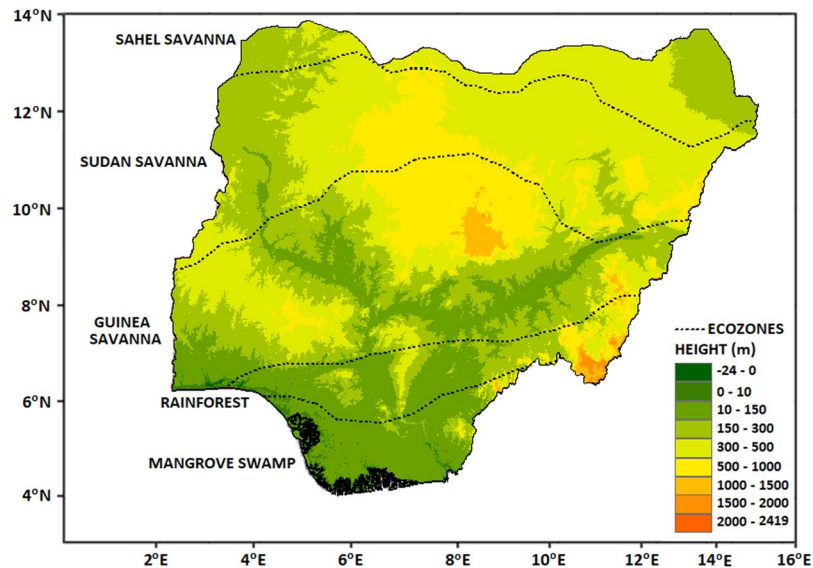 14°N
SAHEL SAVANNA
12°N
SUDAN SAVANNA
10°N
8°N
GUINEA
SAVANNA
ECOZONES
HEIGHT (m)
-24 - 0
0 - 10
6°N
RAINFOREST
10 - 150
150 - 300
300 - 500
MANGROVE SWAMP
500 - 1000
1000 - 1500
4°N
1500 - 2000
2000 - 2419
2°E 4°E 6°E 8°E 10°E 12°E 14°E 16°E